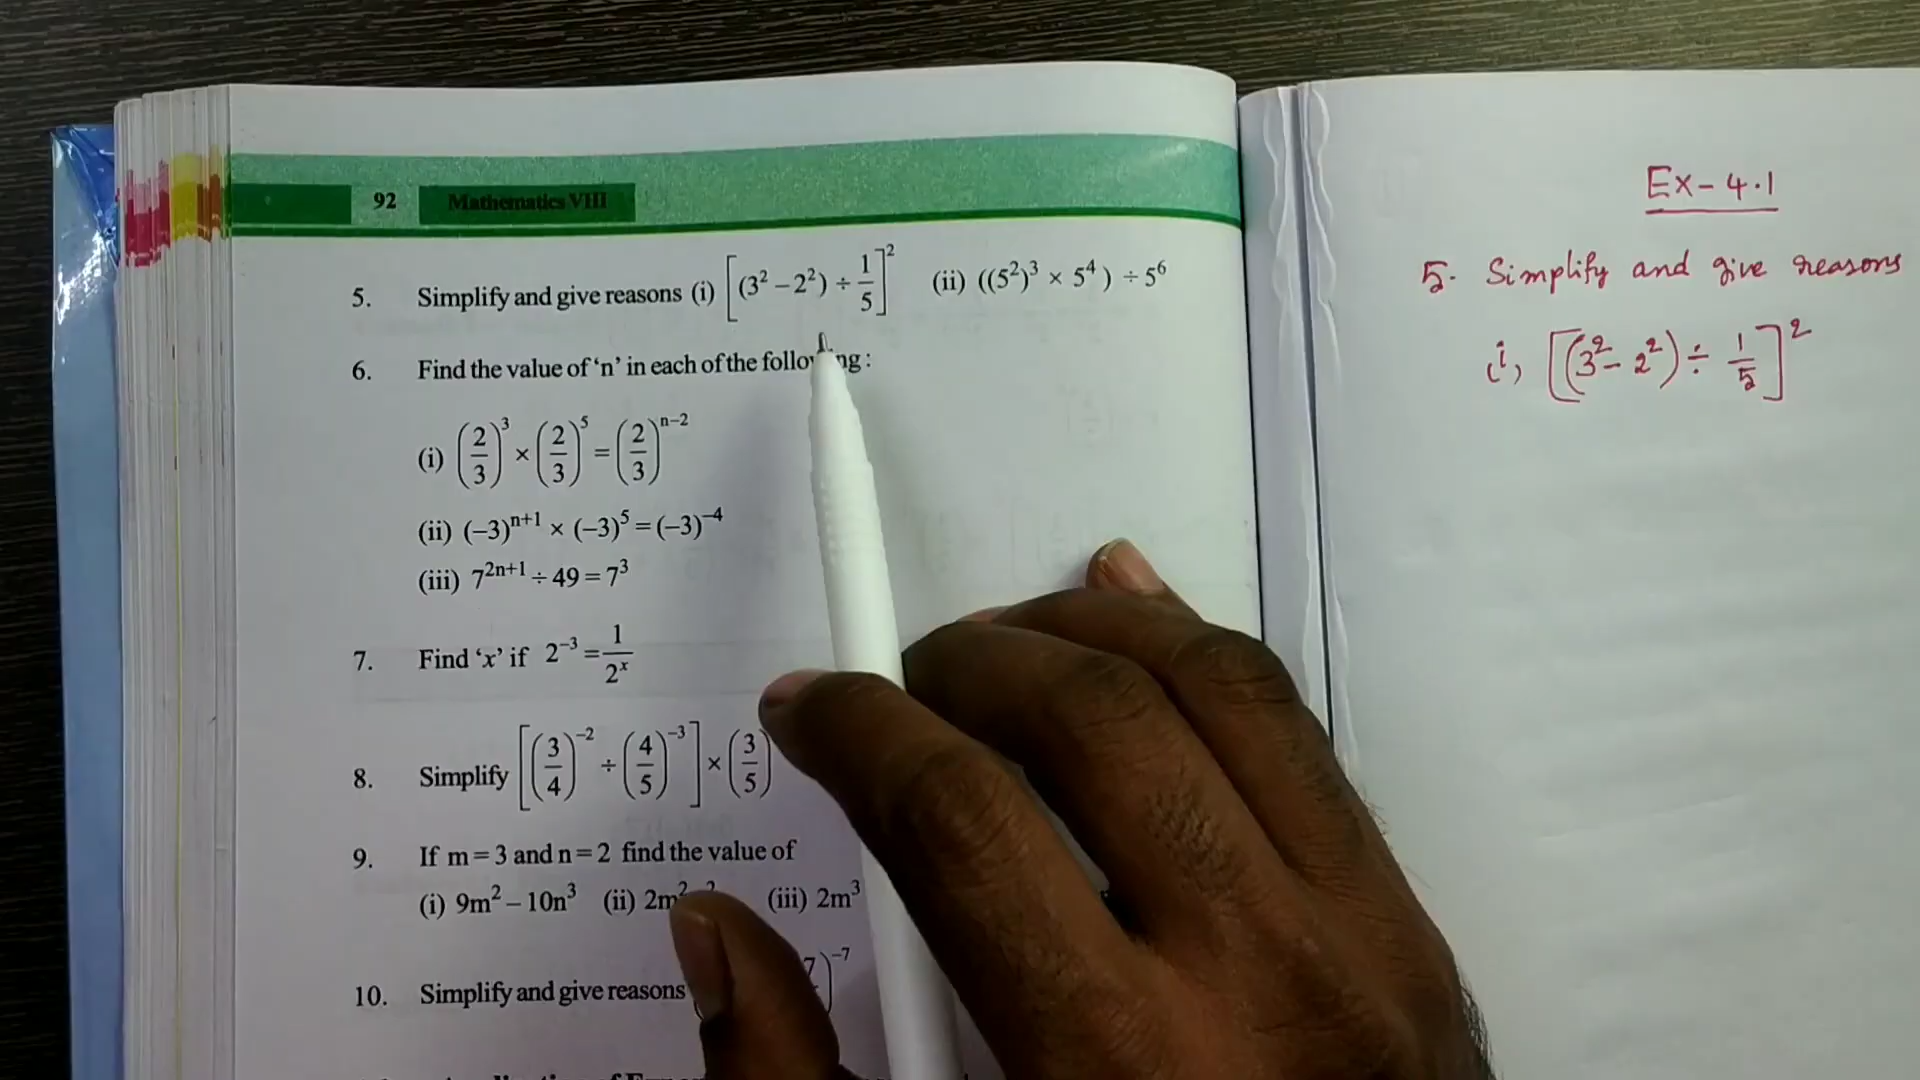 92 Mathematics VIII
5. Simplify and give reasons (i) [(3² – 2²) ÷ 1/5]² (ii) ((5²)³ × 5⁴) ÷ 5⁶
6. Find the value of ‘n’ in each of the following:
(i) (2/3)³ × (2/3)⁵ = (2/3)ⁿ⁻²
(ii) (–3)ⁿ⁺¹ × (–3)⁵ = (–3)⁻⁴
(iii) 7²ⁿ⁺¹ ÷ 49 = 7³
7. Find ‘x’ if 2⁻³ = 1/2ˣ
8. Simplify [(3/4)⁻² ÷ (4/5)⁻³] × (3/5)
9. If m = 3 and n = 2 find the value of
(i) 9m² – 10n³ (ii) 2m² (iii) 2m³
10. Simplify and give reasons
Ex – 4.1
5. Simplify and give reasons
i, [(3² – 2²) ÷ 1/5]²